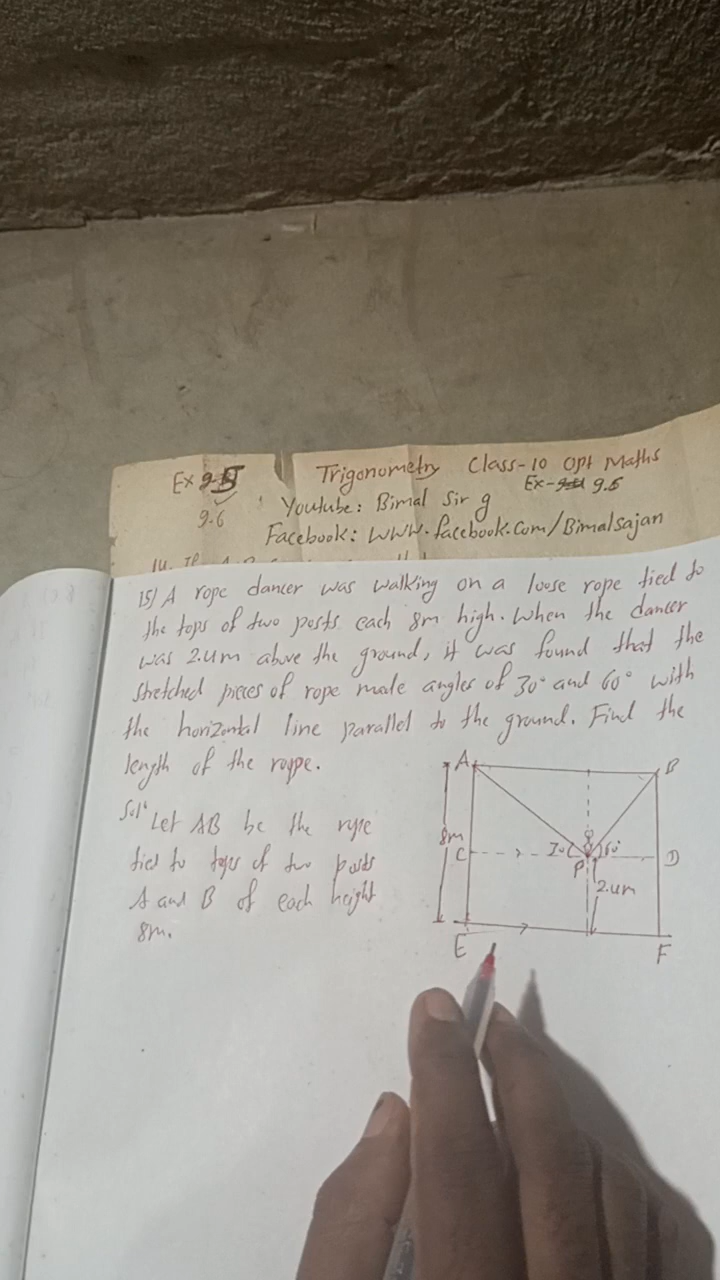 Ex 9.5
9.6
Trigonometry Class-10 Opt Maths
Ex- 9.5
Youtube: Bimal Sir g
Facebook: WWW.facebook.Com/Bimalsajan
15) A rope dancer was walking on a loose rope tied to
the tops of two posts each 8m high. When the dancer
was 2.4m above the ground, it was found that the
stretched pieces of rope made angles of 30° and 60° with
the horizontal line parallel to the ground. Find the
length of the roppe.
Solⁿ Let AB be the rope
tied to tops of two posts
A and B of each height
8m.
A B
8m
C 30° 60° D
P
2.4m
E F